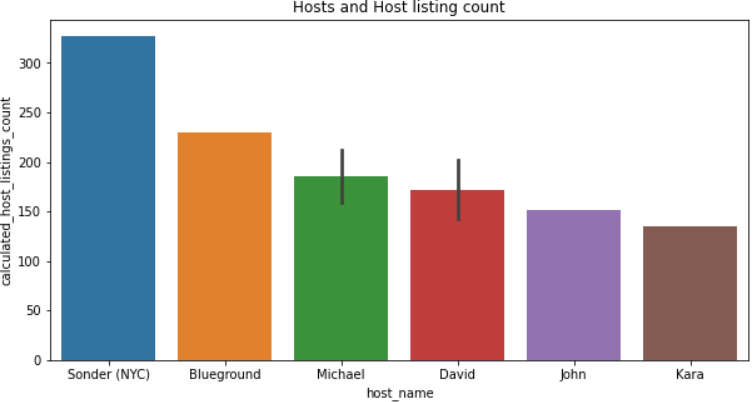 Hosts and Host listing count
calculated_host_listings_count
300
250
200
150
100
50
0
Sonder (NYC) Blueground Michael David John Kara
host_name